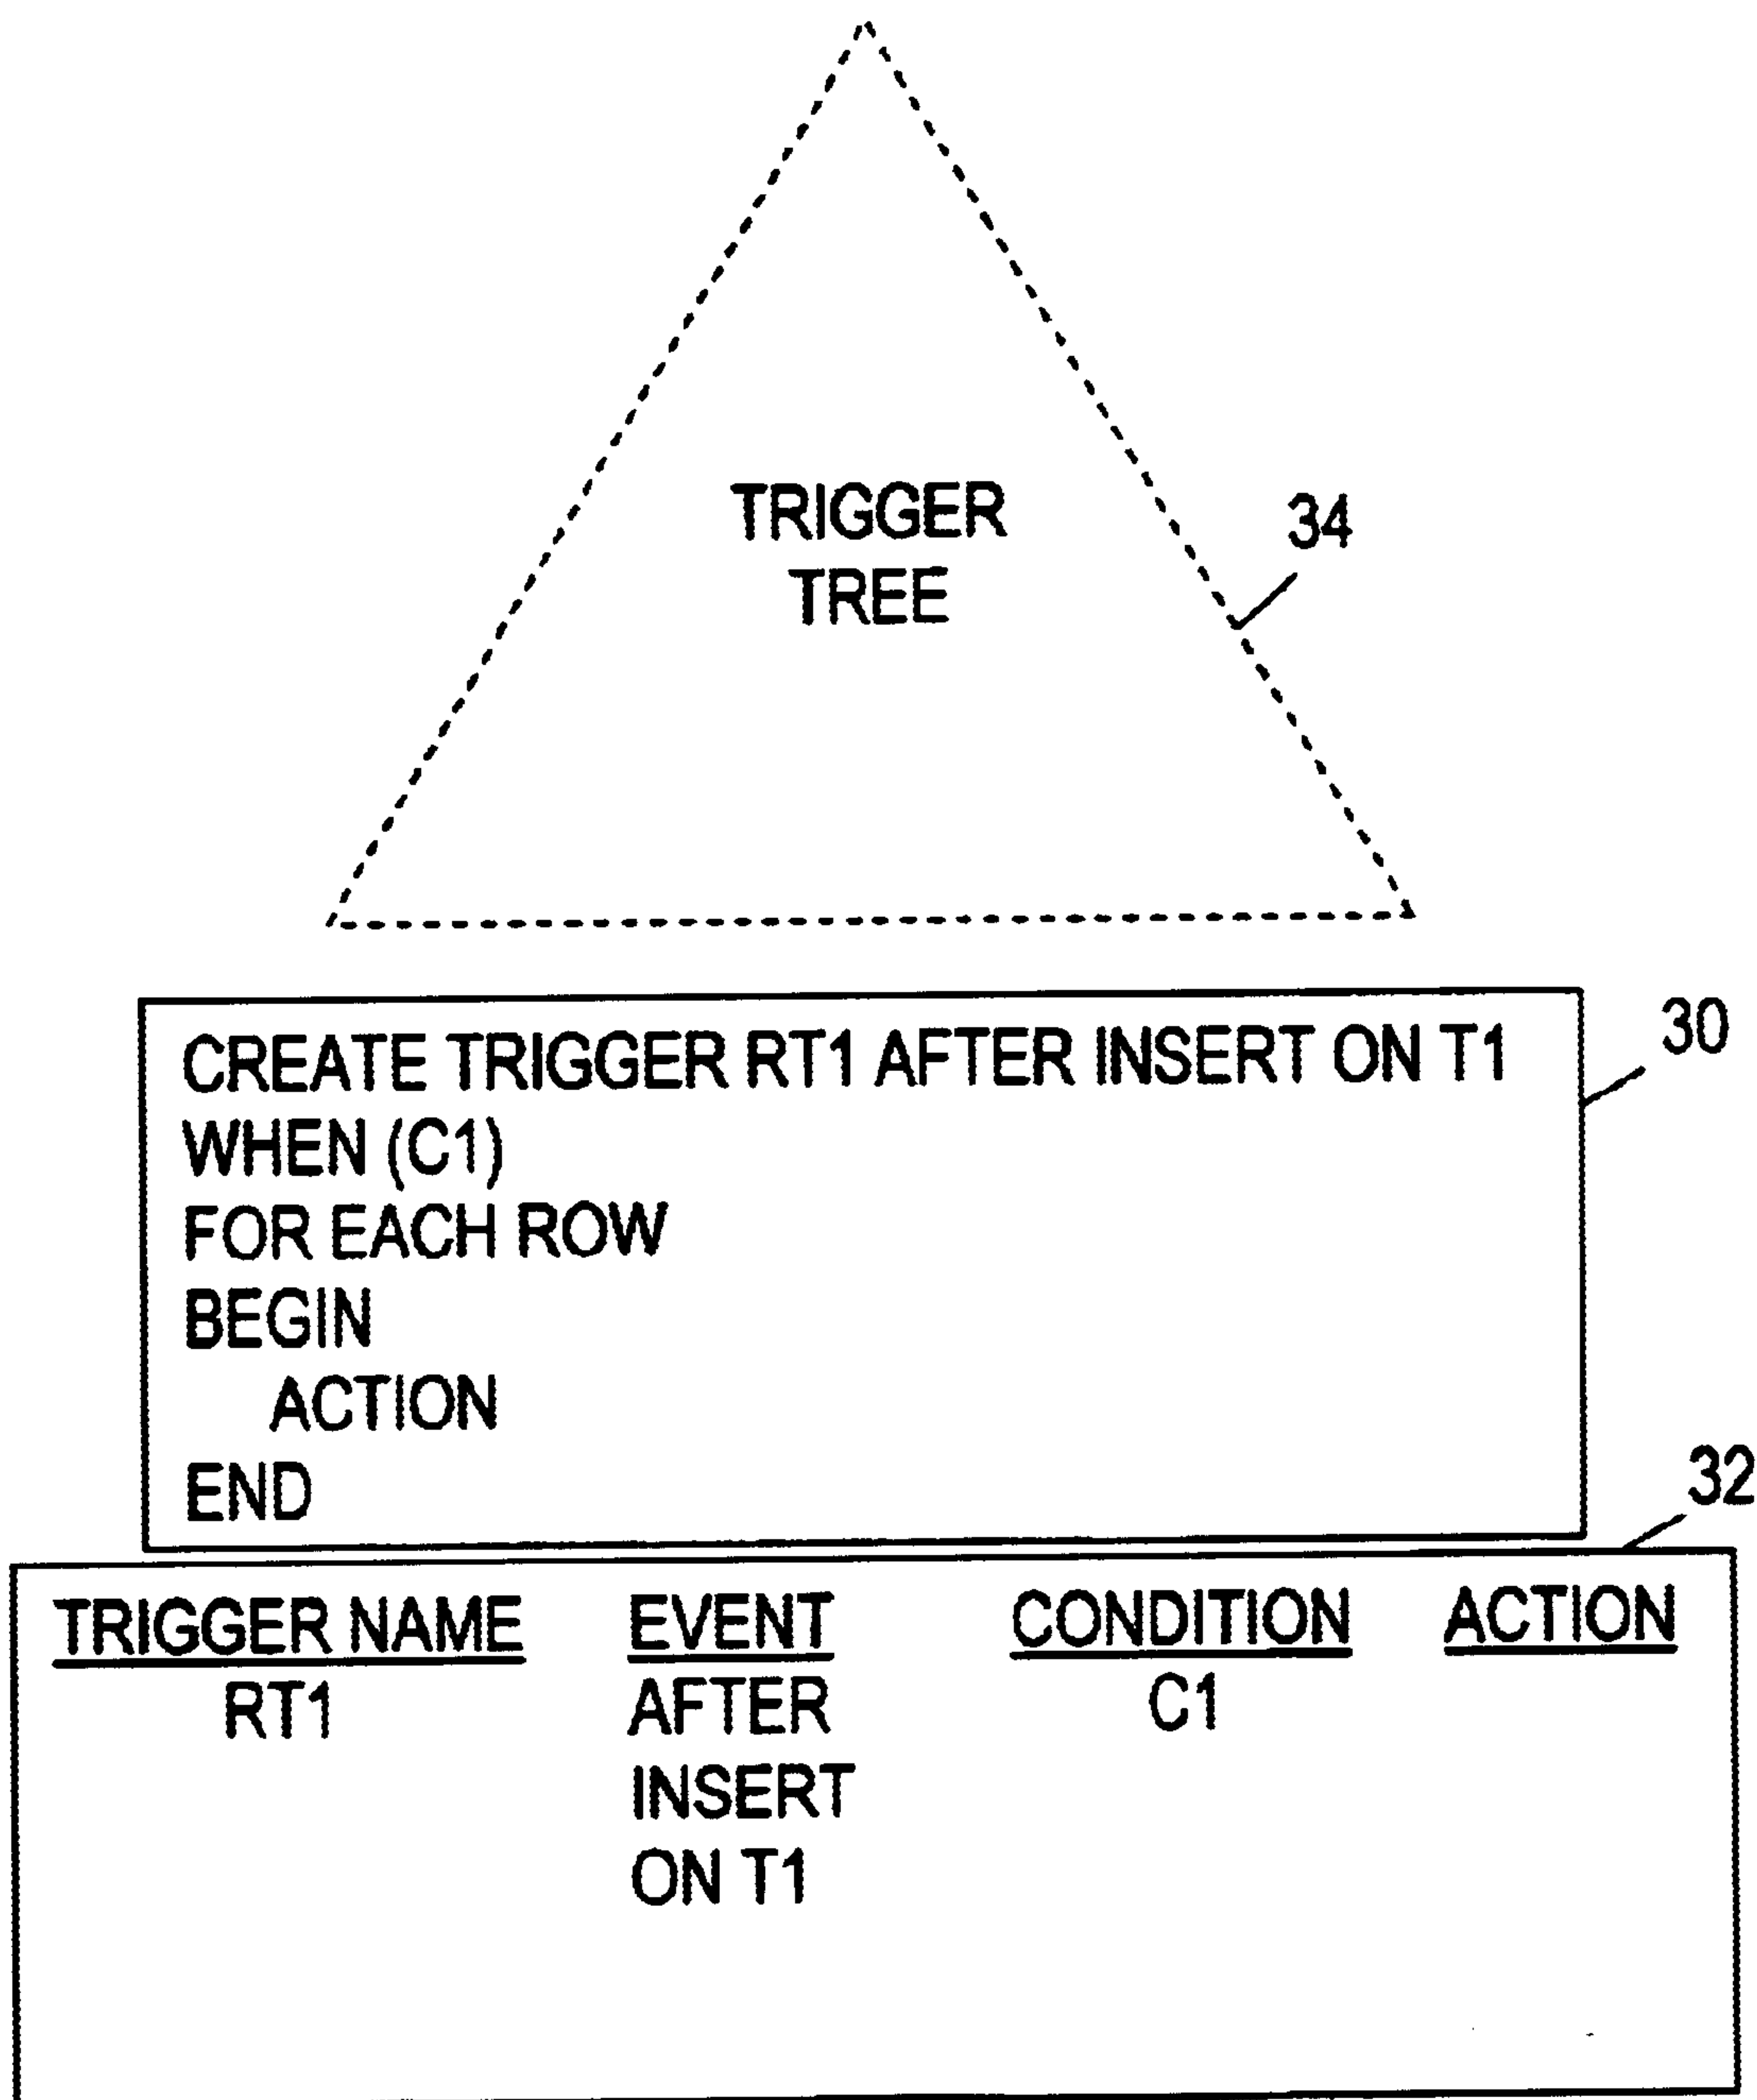 TRIGGER
TREE
34
30
CREATE TRIGGER RT1 AFTER INSERT ON T1
WHEN (C1)
FOR EACH ROW
BEGIN
ACTION
END
32
TRIGGER NAME EVENT CONDITION ACTION
RT1 AFTER C1
INSERT
ON T1